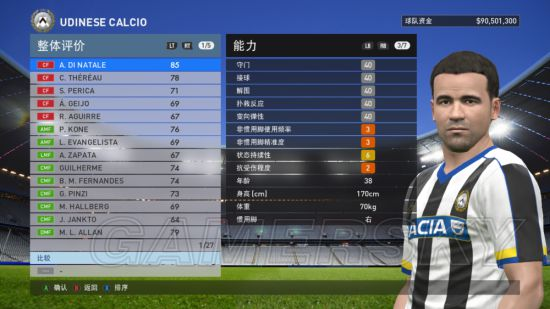 UDINESE CALCIO
球队资金 $90,501,300
整体评价 LT RT 1/5
能力 LB RB 3/7
CF A. DI NATALE 85
CF C. THÉRÉAU 78
CF S. PERICA 71
CF Á. GEIJO 69
CF R. AGUIRRE 67
AMF P. KONE 76
AMF L. EVANGELISTA 69
AMF A. ZAPATA 67
CMF GUILHERME 74
CMF B. M. FERNANDES 74
CMF G. PINZI 73
CMF M. HALLBERG 69
CMF J. JANKTO 64
DMF M. L. ALLAN 79
1/27
比较
-
守门 40
接球 40
解围 40
扑救反应 40
变向弹性 40
非惯用脚使用频率 3
非惯用脚精准度 3
状态持续性 6
抗受伤程度 2
年龄 38
身高 [cm] 170cm
体重 70kg
惯用脚 右
DACIA
GAMERSKY
A 确认 B 返回 X 排序